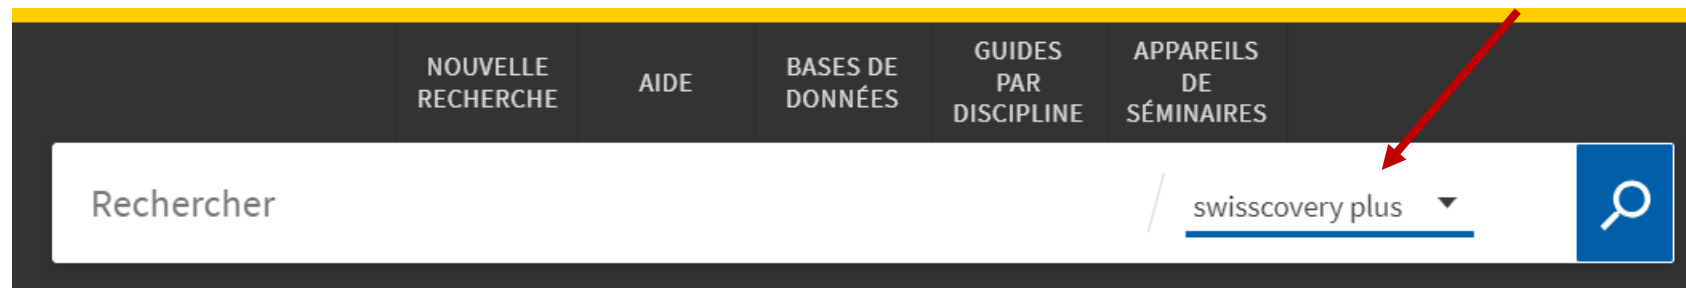 NOUVELLE
RECHERCHE
AIDE
BASES DE
DONNÉES
GUIDES
PAR
DISCIPLINE
APPAREILS
DE
SÉMINAIRES
Rechercher
swisscovery plus